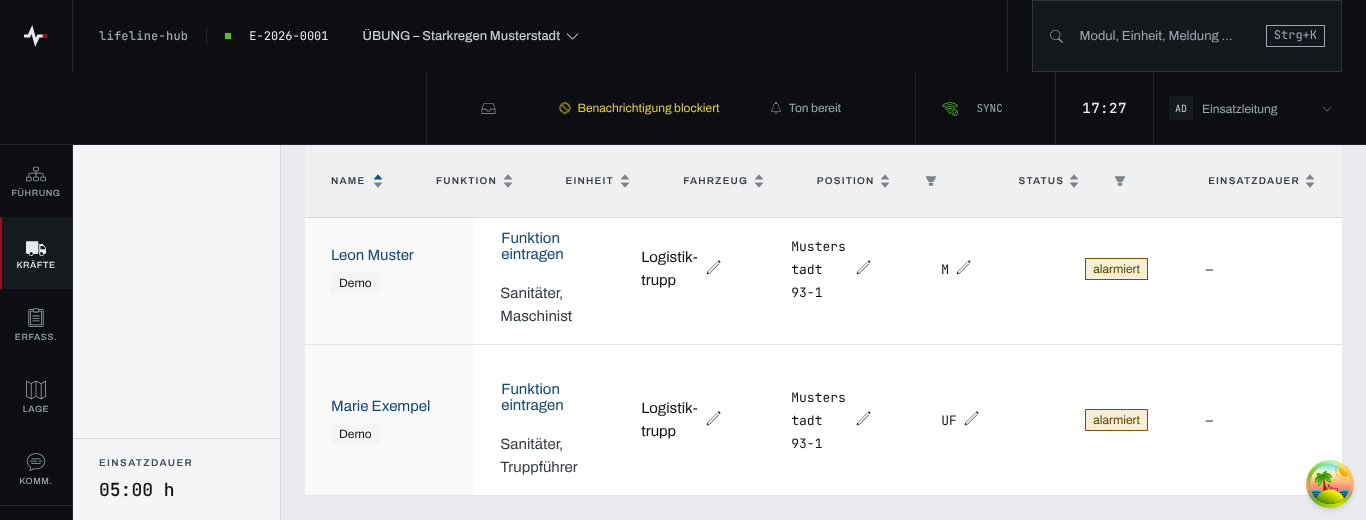 lifeline-hub
E-2026-0001
ÜBUNG – Starkregen Musterstadt
Modul, Einheit, Meldung ...
Strg+K
Benachrichtigung blockiert
Ton bereit
SYNC
17:27
AD
Einsatzleitung
FÜHRUNG
KRÄFTE
ERFASS.
LAGE
KOMM.
EINSATZDAUER
05:00 h
NAME
FUNKTION
EINHEIT
FAHRZEUG
POSITION
STATUS
EINSATZDAUER
Leon Muster
Demo
Funktion
eintragen
Sanitäter,
Maschinist
Logistik-
trupp
Musters
tadt
93-1
M
alarmiert
–
Marie Exempel
Demo
Funktion
eintragen
Sanitäter,
Truppführer
Logistik-
trupp
Musters
tadt
93-1
UF
alarmiert
–